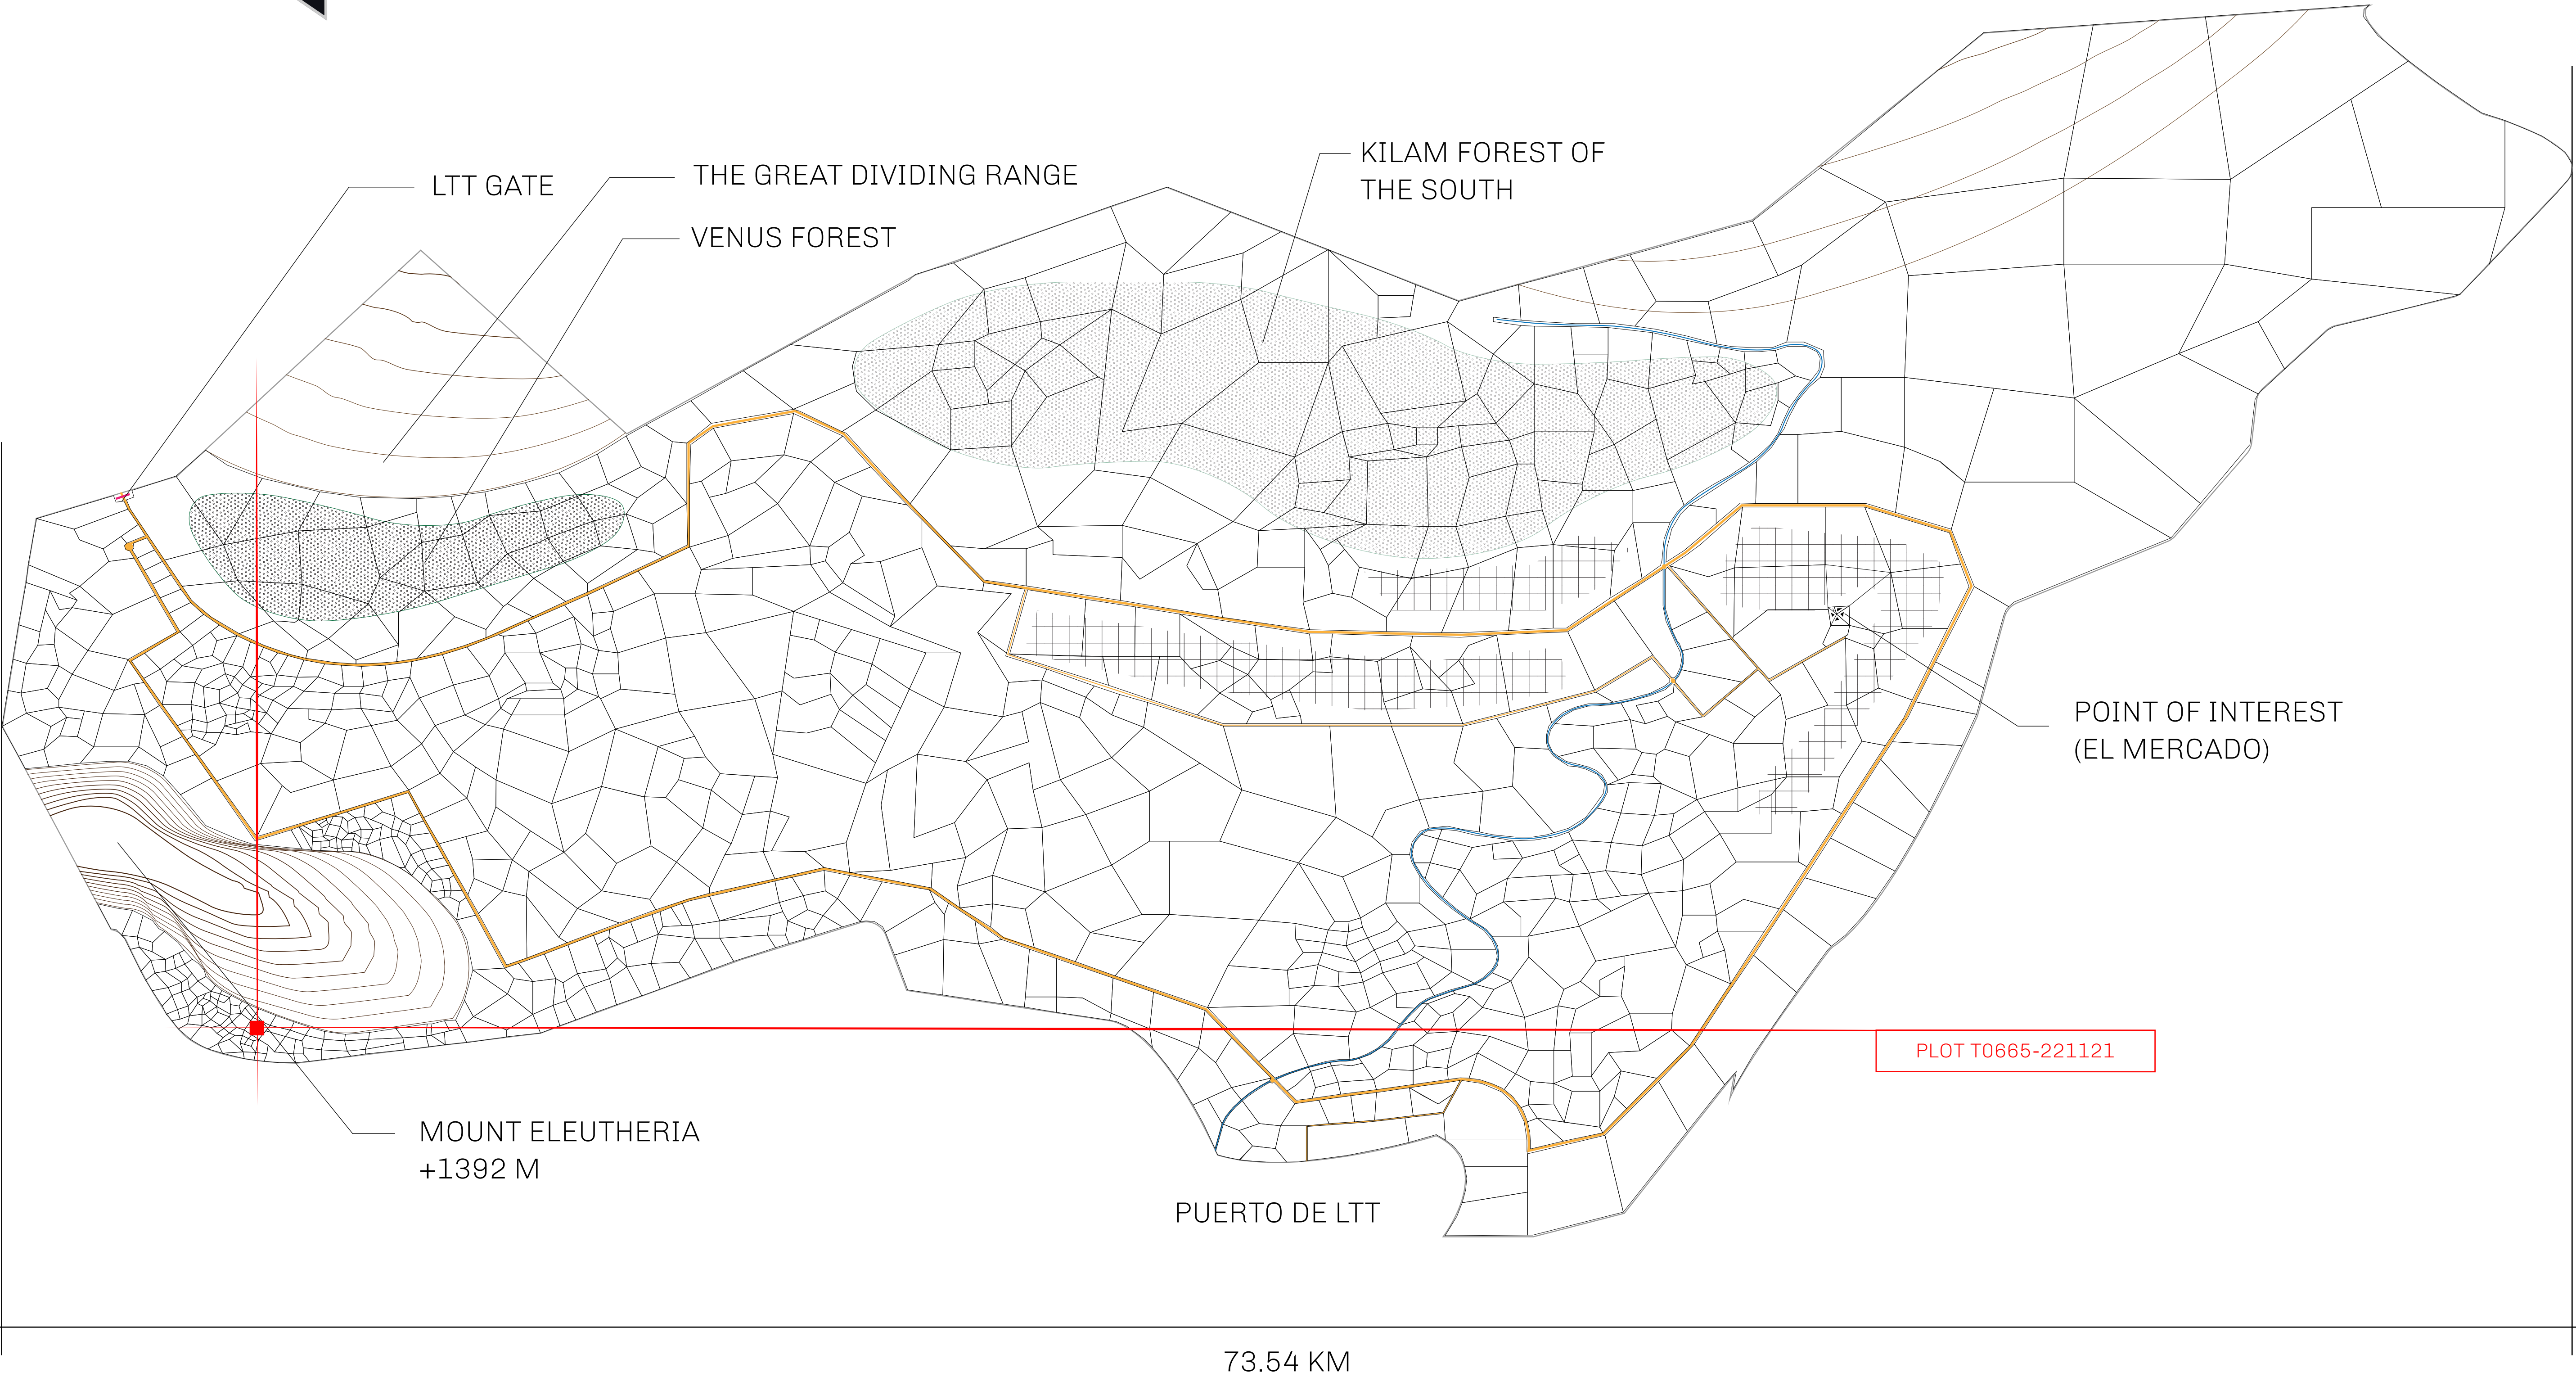 KILAM FOREST OF
THE SOUTH
LTT GATE
THE GREAT DIVIDING RANGE
VENUS FOREST
POINT OF INTEREST
(EL MERCADO)
PLOT T0665-221121
MOUNT ELEUTHERIA
+1392 M
PUERTO DE LTT
73.54 KM